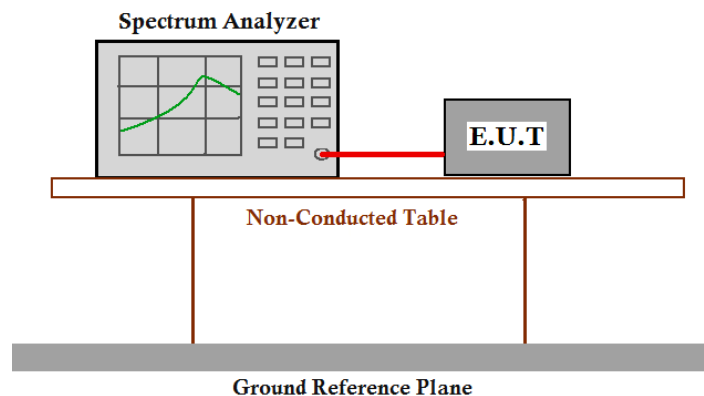 Spectrum Analyzer
E.U.T
Non-Conducted Table
Ground Reference Plane